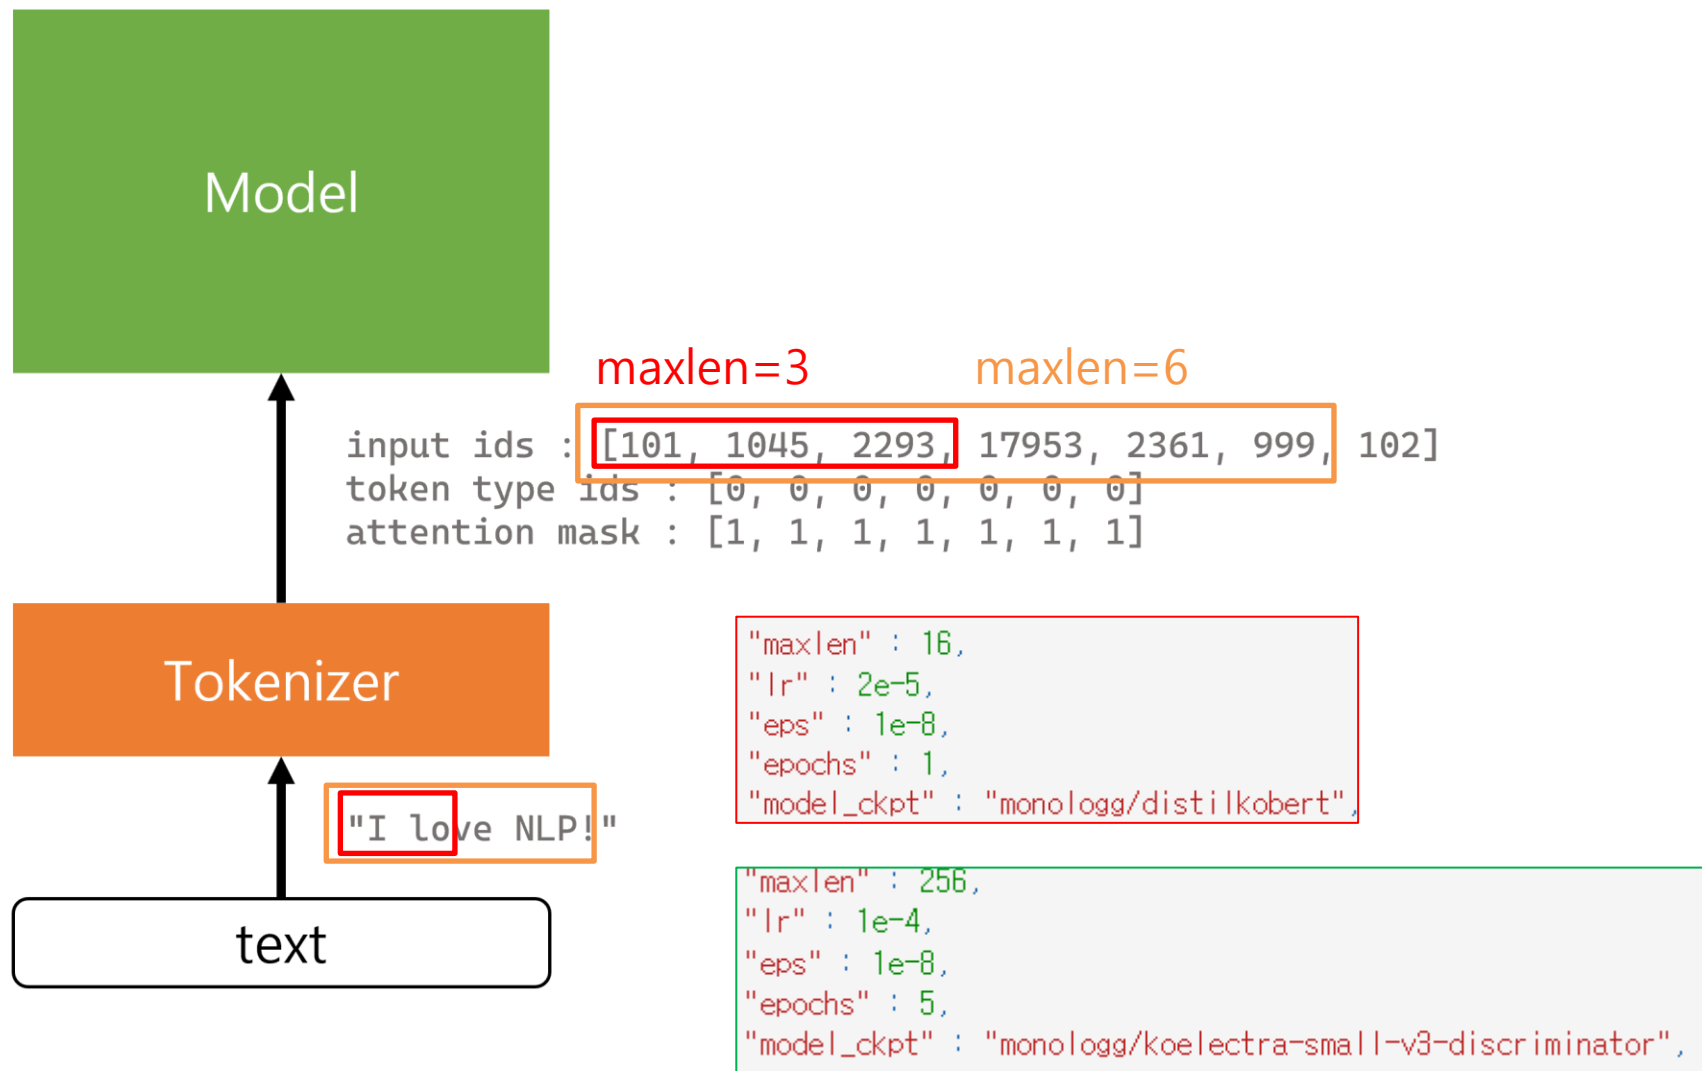 Model
maxlen=3 maxlen=6
input ids : [101, 1045, 2293, 17953, 2361, 999, 102]
token type ids : [0, 0, 0, 0, 0, 0, 0]
attention mask : [1, 1, 1, 1, 1, 1, 1]
Tokenizer
"maxlen" : 16,
"lr" : 2e-5,
"eps" : 1e-8,
"epochs" : 1,
"model_ckpt" : "monologg/distilkobert",
"I love NLP!"
text
"maxlen" : 256,
"lr" : 1e-4,
"eps" : 1e-8,
"epochs" : 5,
"model_ckpt" : "monologg/koelectra-small-v3-discriminator",